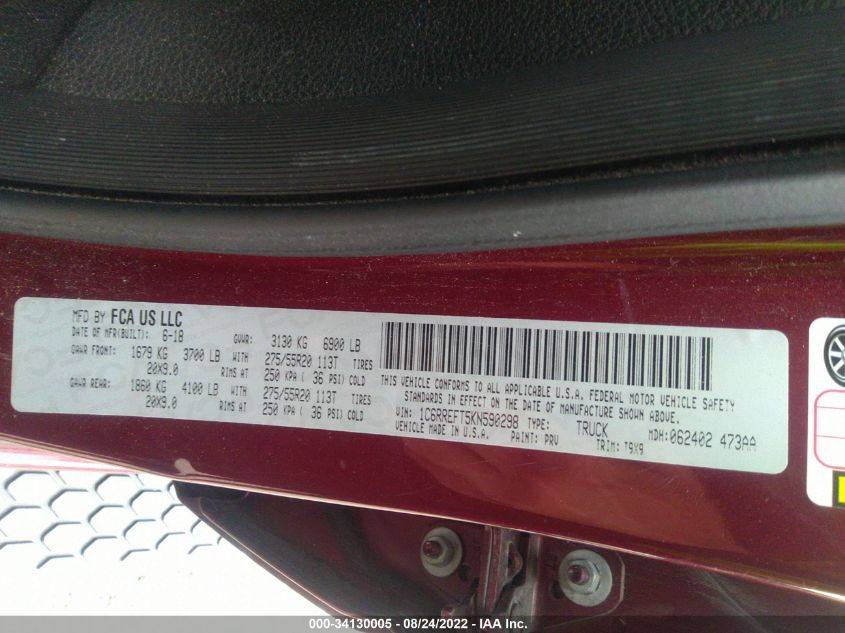 MFD BY FCA US LLC
DATE OF MFR(BUILT): 6-18 GVWR: 3130 KG 6900 LB
GAWR FRONT: 1679 KG 3700 LB WITH 275/55R20 113T TIRES
20X9.0 RIMS AT 250 KPA( 36 PSI) COLD
GAWR REAR: 1860 KG 4100 LB WITH 275/55R20 113T TIRES
20X9.0 RIMS AT 250 KPA( 36 PSI) COLD
THIS VEHICLE CONFORMS TO ALL APPLICABLE U.S.A. FEDERAL MOTOR VEHICLE SAFETY
STANDARDS IN EFFECT ON THE DATE OF MANUFACTURE SHOWN ABOVE.
VIN: 1C6RREFT5KN590298 TYPE: TRUCK MDH:062402 473AA
MADE IN U.S.A. PAINT: PRV TRIM: T9X9
000-34130005 - 08/24/2022 - IAA Inc.